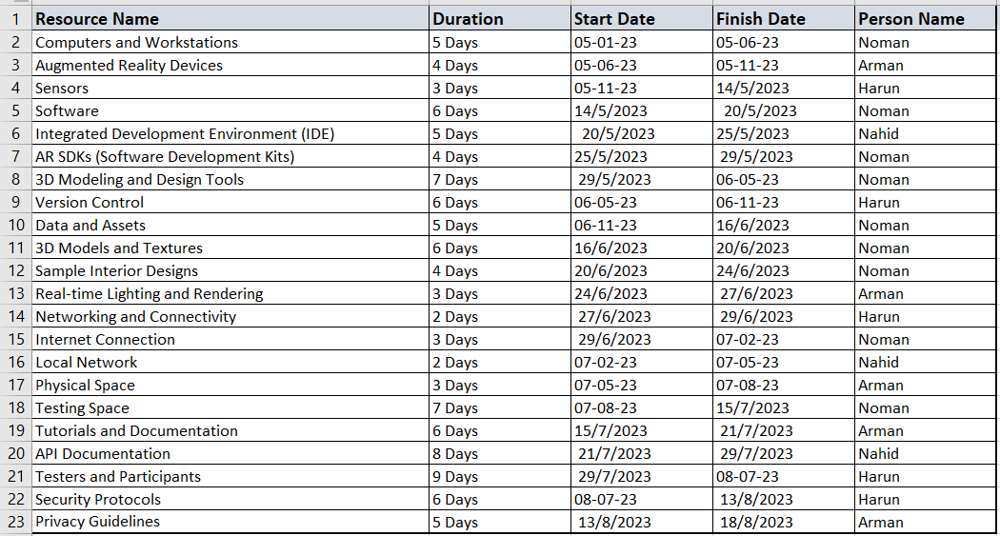 1 Resource Name Duration Start Date Finish Date Person Name
2 Computers and Workstations 5 Days 05-01-23 05-06-23 Noman
3 Augmented Reality Devices 4 Days 05-06-23 05-11-23 Arman
4 Sensors 3 Days 05-11-23 14/5/2023 Harun
5 Software 6 Days 14/5/2023 20/5/2023 Noman
6 Integrated Development Environment (IDE) 5 Days 20/5/2023 25/5/2023 Nahid
7 AR SDKs (Software Development Kits) 4 Days 25/5/2023 29/5/2023 Noman
8 3D Modeling and Design Tools 7 Days 29/5/2023 06-05-23 Noman
9 Version Control 6 Days 06-05-23 06-11-23 Harun
10 Data and Assets 5 Days 06-11-23 16/6/2023 Noman
11 3D Models and Textures 6 Days 16/6/2023 20/6/2023 Noman
12 Sample Interior Designs 4 Days 20/6/2023 24/6/2023 Noman
13 Real-time Lighting and Rendering 3 Days 24/6/2023 27/6/2023 Arman
14 Networking and Connectivity 2 Days 27/6/2023 29/6/2023 Harun
15 Internet Connection 3 Days 29/6/2023 07-02-23 Noman
16 Local Network 2 Days 07-02-23 07-05-23 Nahid
17 Physical Space 3 Days 07-05-23 07-08-23 Arman
18 Testing Space 7 Days 07-08-23 15/7/2023 Noman
19 Tutorials and Documentation 6 Days 15/7/2023 21/7/2023 Arman
20 API Documentation 8 Days 21/7/2023 29/7/2023 Nahid
21 Testers and Participants 9 Days 29/7/2023 08-07-23 Harun
22 Security Protocols 6 Days 08-07-23 13/8/2023 Harun
23 Privacy Guidelines 5 Days 13/8/2023 18/8/2023 Arman